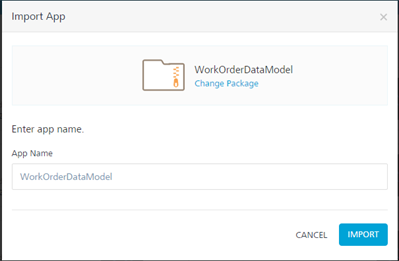 Import App
WorkOrderDataModel
Change Package
Enter app name.
App Name
WorkOrderDataModel
CANCEL
IMPORT